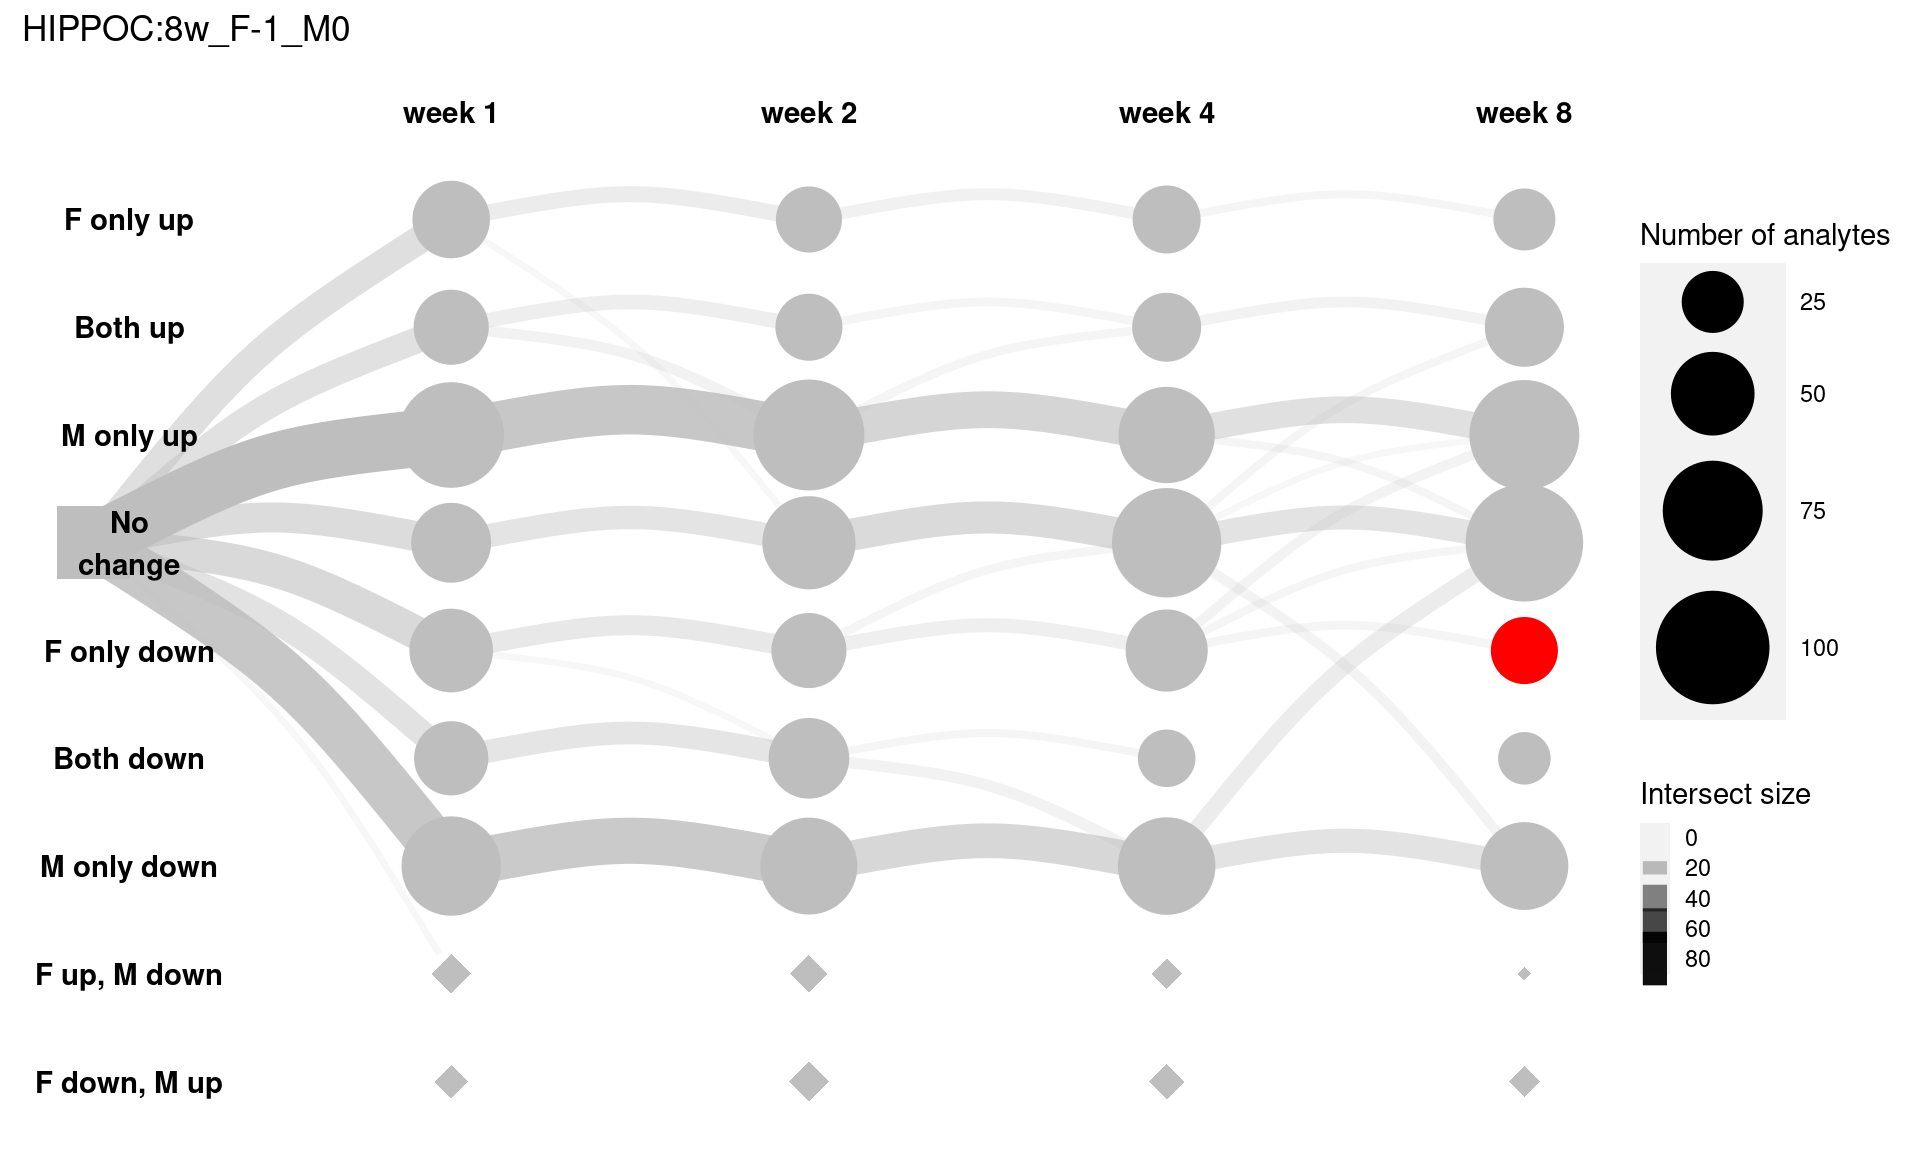 HIPPOC:8w_F-1_M0
week 1
week 2
week 4
week 8
F only up
Both up
M only up
No
change
F only down
Both down
M only down
F up, M down
F down, M up
Number of analytes
25
50
75
100
Intersect size
0
20
40
60
80